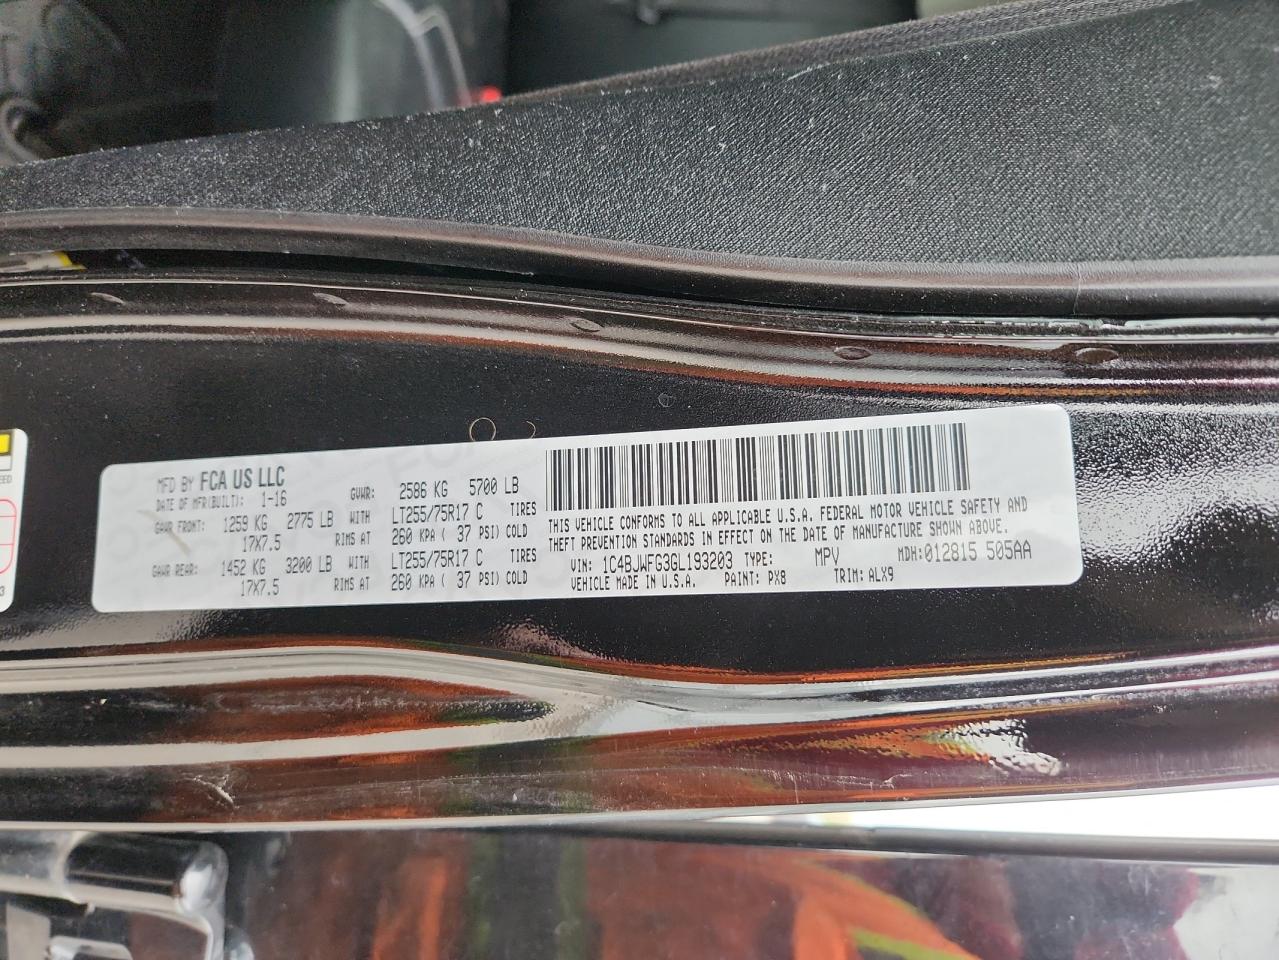 MFD BY FCA US LLC
DATE OF MFR(BUILT): 1-16 GVWR: 2586 KG 5700 LB
GAWR FRONT: 1259 KG 2775 LB WITH LT255/75R17 C TIRES
17X7.5 RIMS AT 260 KPA ( 37 PSI) COLD
GAWR REAR: 1452 KG 3200 LB WITH LT255/75R17 C TIRES
17X7.5 RIMS AT 260 KPA ( 37 PSI) COLD
THIS VEHICLE CONFORMS TO ALL APPLICABLE U.S.A. FEDERAL MOTOR VEHICLE SAFETY AND
THEFT PREVENTION STANDARDS IN EFFECT ON THE DATE OF MANUFACTURE SHOWN ABOVE.
VIN: 1C4BJWFG3GL193203 TYPE: MPV MDH:012815 505AA
VEHICLE MADE IN U.S.A. PAINT: PX8 TRIM: ALX9
EED
3